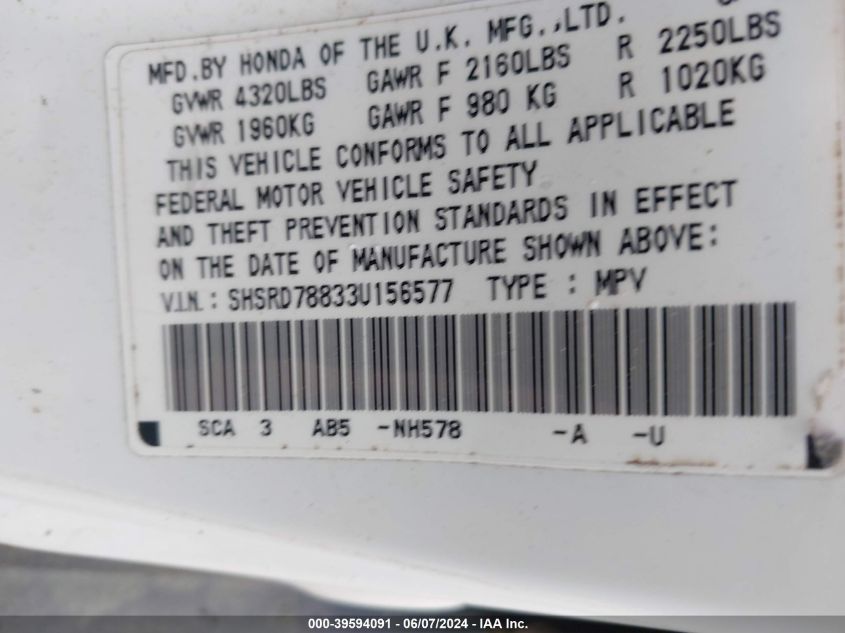 MFD.BY HONDA OF THE U.K. MFG.,LTD.
GVWR 4320LBS GAWR F 2160LBS R 2250LBS
GVWR 1960KG GAWR F 980 KG R 1020KG
THIS VEHICLE CONFORMS TO ALL APPLICABLE
FEDERAL MOTOR VEHICLE SAFETY
AND THEFT PREVENTION STANDARDS IN EFFECT
ON THE DATE OF MANUFACTURE SHOWN ABOVE:
V.I.N.: SHSRD78833U156577 TYPE : MPV
SCA 3 AB5 -NH578 -A -U
000-39594091 - 06/07/2024 - IAA Inc.